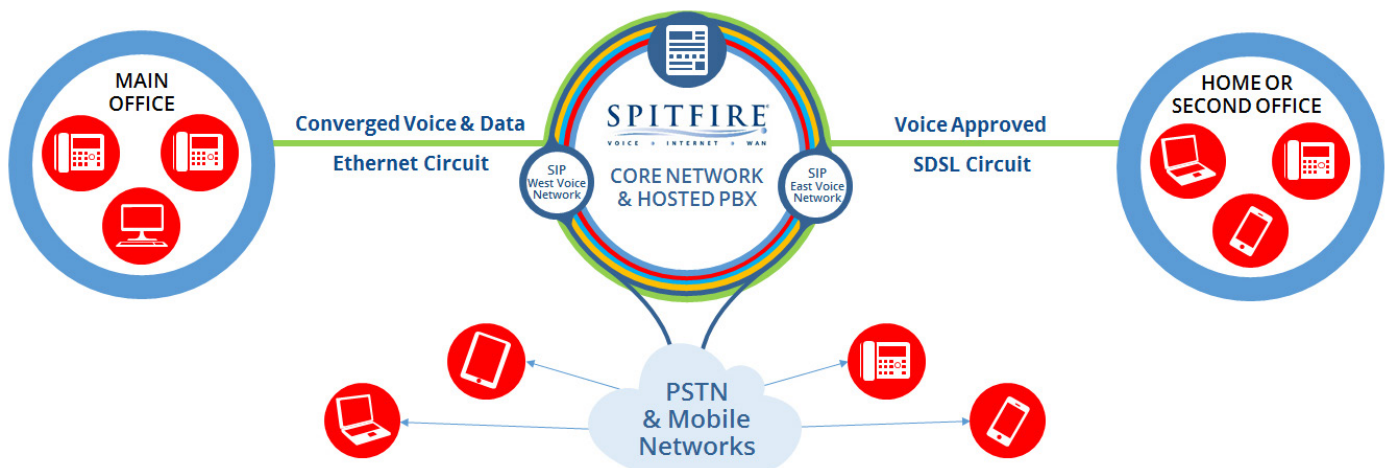 MAIN
OFFICE
Converged Voice & Data
Ethernet Circuit
SPITFIRE®
VOICE INTERNET WAN
SIP
West Voice
Network
CORE NETWORK
& HOSTED PBX
SIP
East Voice
Network
Voice Approved
SDSL Circuit
HOME OR
SECOND OFFICE
PSTN
& Mobile
Networks